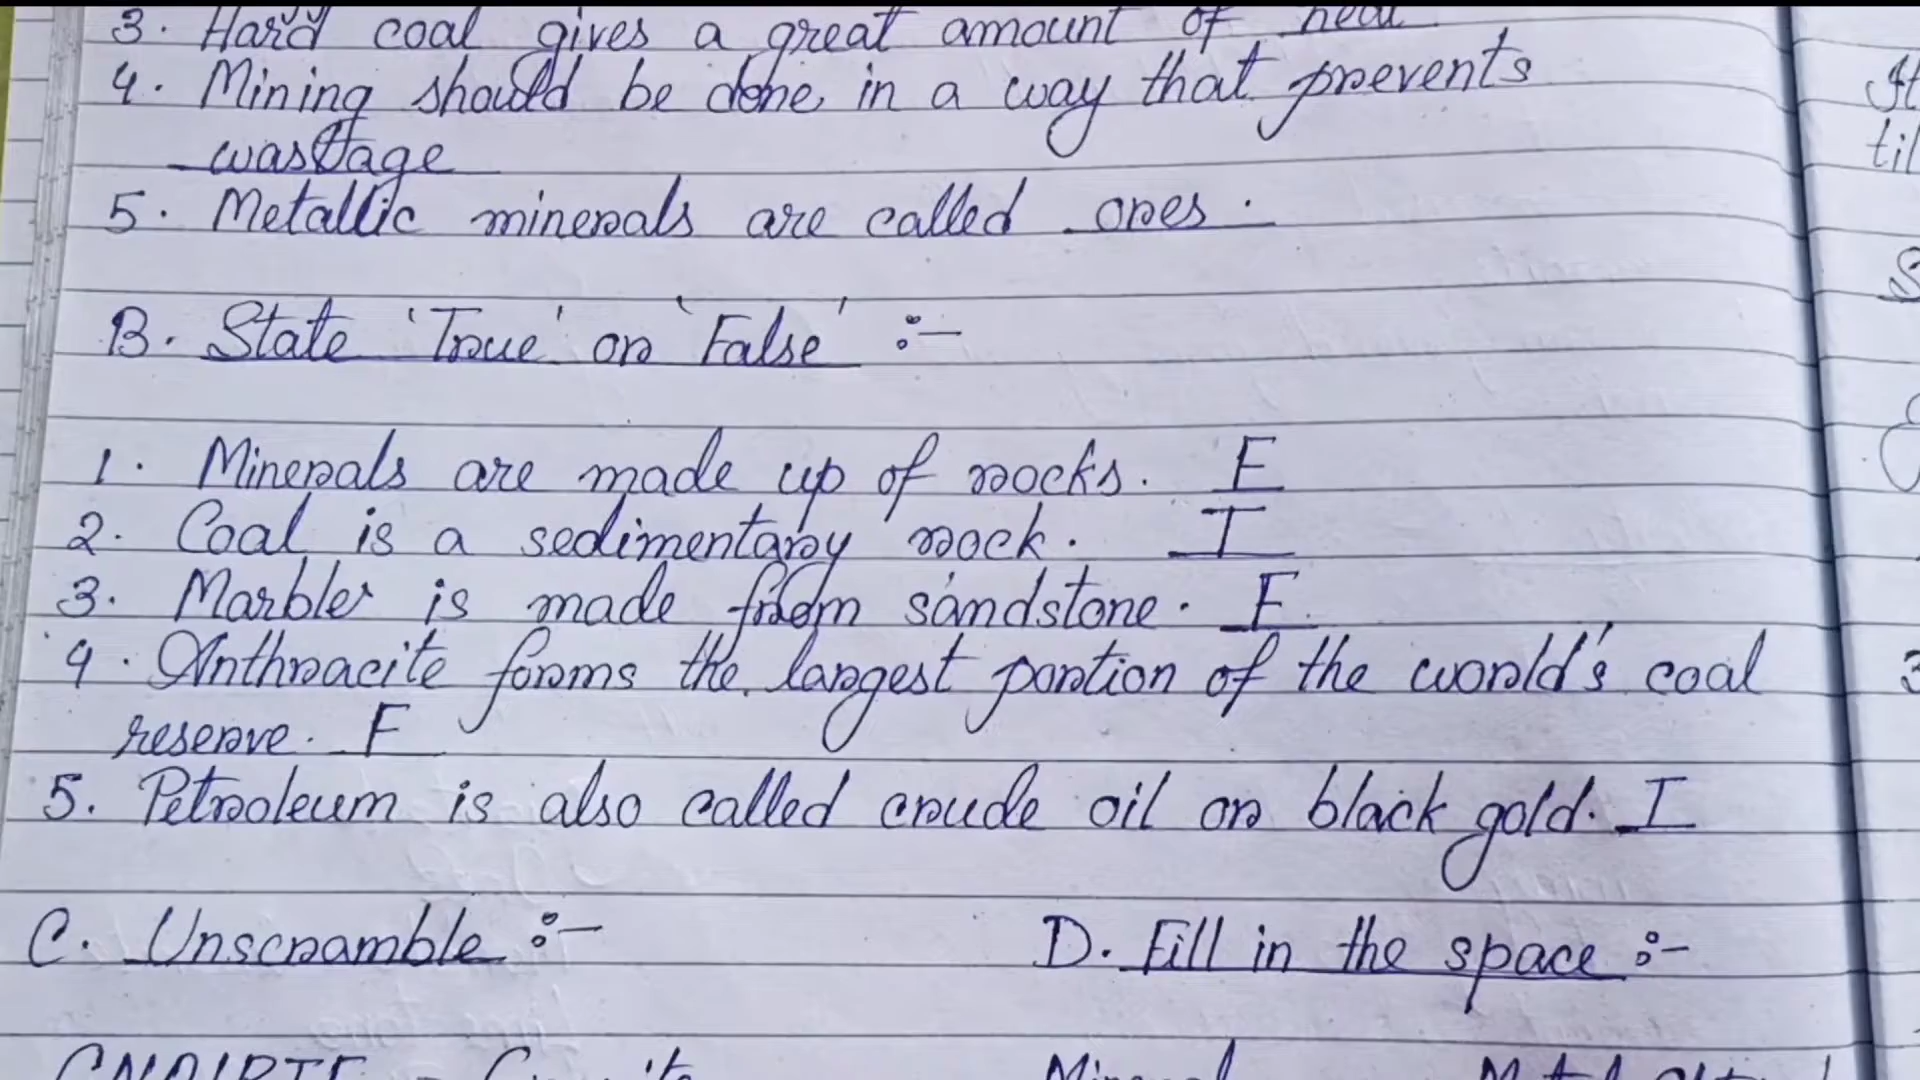 3. Hard coal gives a great amount of heat
4. Mining should be done in a way that prevents
wastage
5. Metallic minerals are called ores.
B. State 'True' or 'False' :-
1. Minerals are made up of rocks. F
2. Coal is a sedimentary rock. T
3. Marble is made from sandstone. F
4. Anthracite forms the largest portion of the world's coal
reserve. F
5. Petroleum is also called crude oil or black gold. T
C. Unscramble :-
D. Fill in the space :-
Mineral